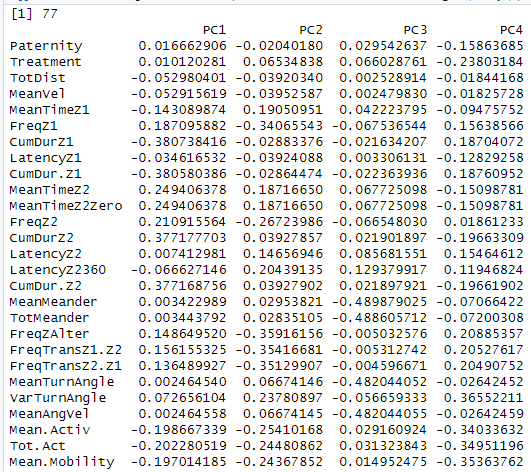 [1] 77
PC1 PC2 PC3 PC4
Paternity 0.016662906 -0.02040180 0.029542637 -0.15863685
Treatment 0.010120281 0.06534838 0.066028761 -0.23803184
TotDist -0.052980401 -0.03920340 0.002528914 -0.01844168
MeanVel -0.052915619 -0.03952587 0.002479830 -0.01825728
MeanTimeZ1 -0.143089874 0.19050951 0.042223795 -0.09475752
FreqZ1 0.187095882 -0.34065543 -0.067536544 0.15638566
CumDurZ1 -0.380738416 -0.02883376 -0.021634207 0.18704072
LatencyZ1 -0.034616532 -0.03924088 0.003306131 -0.12829258
CumDur.Z1 -0.380580386 -0.02864474 -0.022363936 0.18760952
MeanTimeZ2 0.249406378 0.18716650 0.067725098 -0.15098781
MeanTimeZ2Zero 0.249406378 0.18716650 0.067725098 -0.15098781
FreqZ2 0.210915564 -0.26723986 -0.066548030 0.01861233
CumDurZ2 0.377177703 0.03927857 0.021901897 -0.19663309
LatencyZ2 0.007412981 0.14656946 0.085681551 0.15464612
LatencyZ2360 -0.066627146 0.20439135 0.129379917 0.11946824
CumDur.Z2 0.377168756 0.03927902 0.021897921 -0.19661902
MeanMeander 0.003422989 0.02953821 -0.489879025 -0.07066422
TotMeander 0.003443792 0.02835105 -0.488605712 -0.07200308
FreqZAlter 0.148649520 -0.35916156 -0.005032576 0.20885357
FreqTransZ1.Z2 0.156155325 -0.35416681 -0.005312742 0.20527617
FreqTransZ2.Z1 0.136489927 -0.35129907 -0.004596671 0.20490752
MeanTurnAngle 0.002464540 0.06674146 -0.482044052 -0.02642452
VarTurnAngle 0.072656104 0.23780897 -0.056659333 0.36552211
MeanAngVel 0.002464558 0.06674145 -0.482044055 -0.02642459
Mean.Activ -0.198667339 -0.25410168 0.029160924 -0.34033632
Tot.Act -0.202280519 -0.24480862 0.031323843 -0.34951196
Mean.Mobility -0.197014185 -0.24367852 0.014952475 -0.35363762